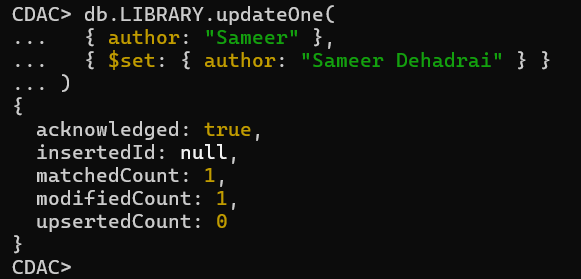 CDAC> db.LIBRARY.updateOne(
...   { author: "Sameer" },
...   { $set: { author: "Sameer Dehadrai" } }
... )
{
  acknowledged: true,
  insertedId: null,
  matchedCount: 1,
  modifiedCount: 1,
  upsertedCount: 0
}
CDAC>